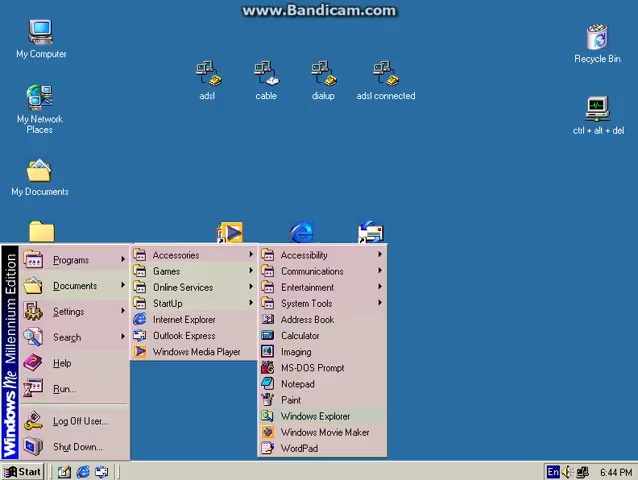 www.Bandicam.com
My Computer
Recycle Bin
adsl
cable
dialup
adsl connected
My Network
Places
ctrl + alt + del
My Documents
Programs
Documents
Settings
Search
Help
Run...
Log Off User...
Shut Down...
Windows Me Millennium Edition
Accessories
Games
Online Services
StartUp
Internet Explorer
Outlook Express
Windows Media Player
Accessibility
Communications
Entertainment
System Tools
Address Book
Calculator
Imaging
MS-DOS Prompt
Notepad
Paint
Windows Explorer
Windows Movie Maker
WordPad
Start
En
6:44 PM